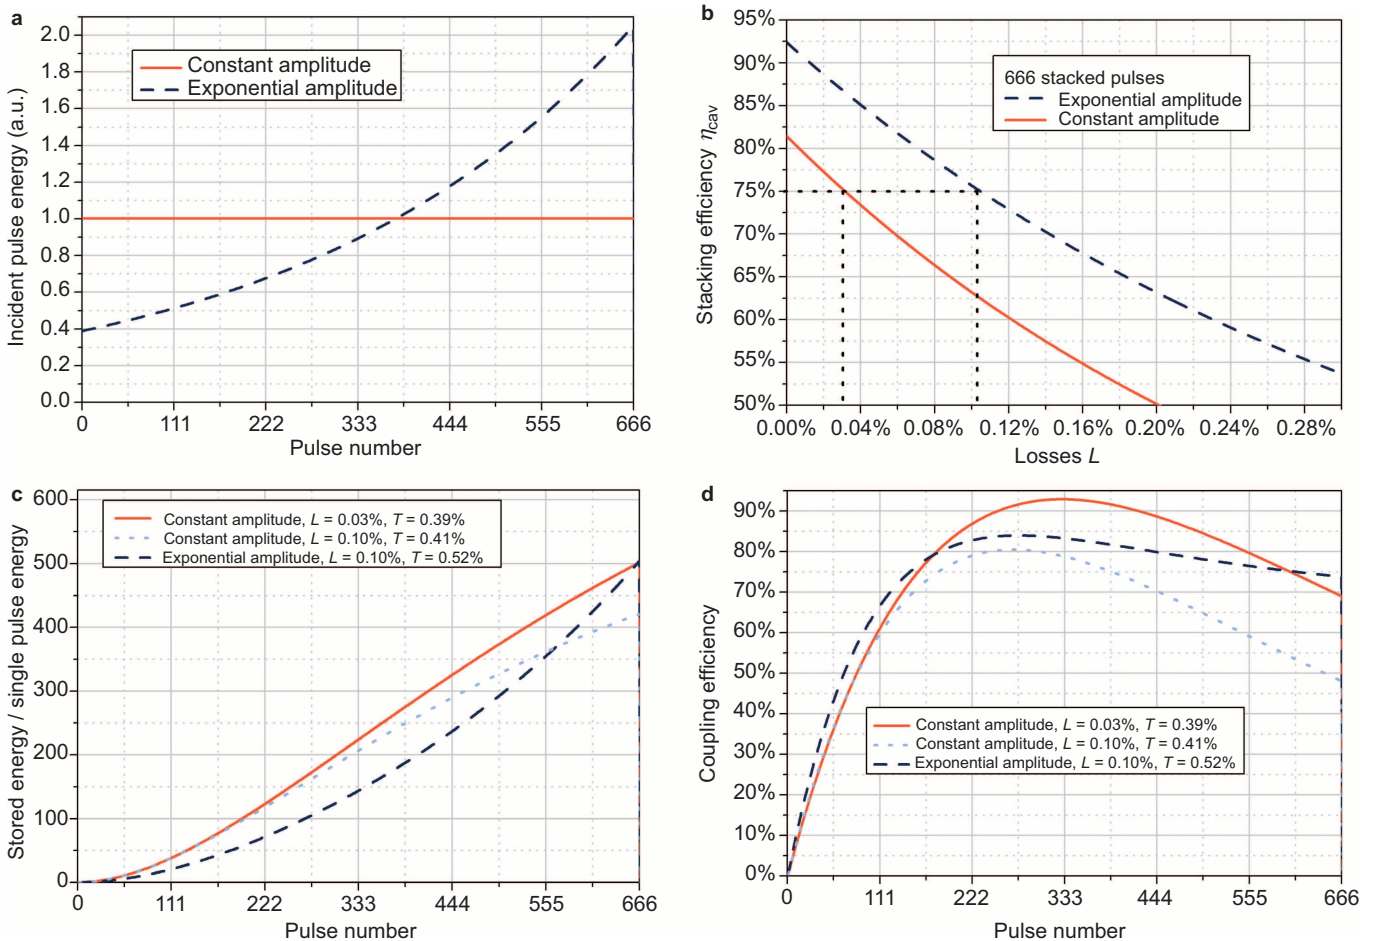 a
Incident pulse energy (a.u.)
2.0
1.8
1.6
1.4
1.2
1.0
0.8
0.6
0.4
0.2
0.0
Constant amplitude
Exponential amplitude
0 111 222 333 444 555 666
Pulse number
b
Stacking efficiency ηcav
95%
90%
85%
80%
75%
70%
65%
60%
55%
50%
666 stacked pulses
Exponential amplitude
Constant amplitude
0.00% 0.04% 0.08% 0.12% 0.16% 0.20% 0.24% 0.28%
Losses L
c
Stored energy / single pulse energy
600
500
400
300
200
100
0
Constant amplitude, L = 0.03%, T = 0.39%
Constant amplitude, L = 0.10%, T = 0.41%
Exponential amplitude, L = 0.10%, T = 0.52%
0 111 222 333 444 555 666
Pulse number
d
Coupling efficiency
90%
80%
70%
60%
50%
40%
30%
20%
10%
0%
Constant amplitude, L = 0.03%, T = 0.39%
Constant amplitude, L = 0.10%, T = 0.41%
Exponential amplitude, L = 0.10%, T = 0.52%
0 111 222 333 444 555 666
Pulse number